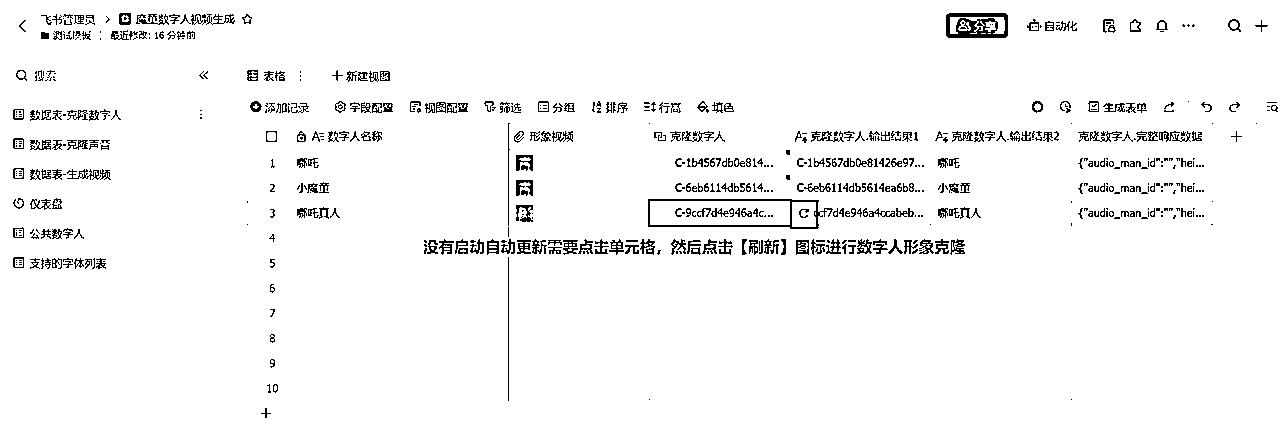 飞书管理员 > 魔童数字人视频生成
测试模板 | 最近修改: 16 分钟前
分享 自动化
搜索
表格 新建视图
添加记录 字段配置 视图配置 筛选 分组 排序 行高 填色 生成表单
数据表-克隆数字人
数据表-克隆声音
数据表-生成视频
仪表盘
公共数字人
支持的字体列表
数字人名称 形象视频 克隆数字人 克隆数字人.输出结果1 克隆数字人.输出结果2 克隆数字人.完整响应数据
1 哪吒 C-1b4567db0e814... C-1b4567db0e81426e97... 哪吒 {"audio_man_id":"","hei...
2 小魔童 C-6eb6114db5614... C-6eb6114db5614ea6b8... 小魔童 {"audio_man_id":"","hei...
3 哪吒真人 C-9ccf7d4e946a4c... ccf7d4e946a4ccabeb... 哪吒真人 {"audio_man_id":"","hei...
4
没有启动自动更新需要点击单元格，然后点击【刷新】图标进行数字人形象克隆
5
6
7
8
9
10